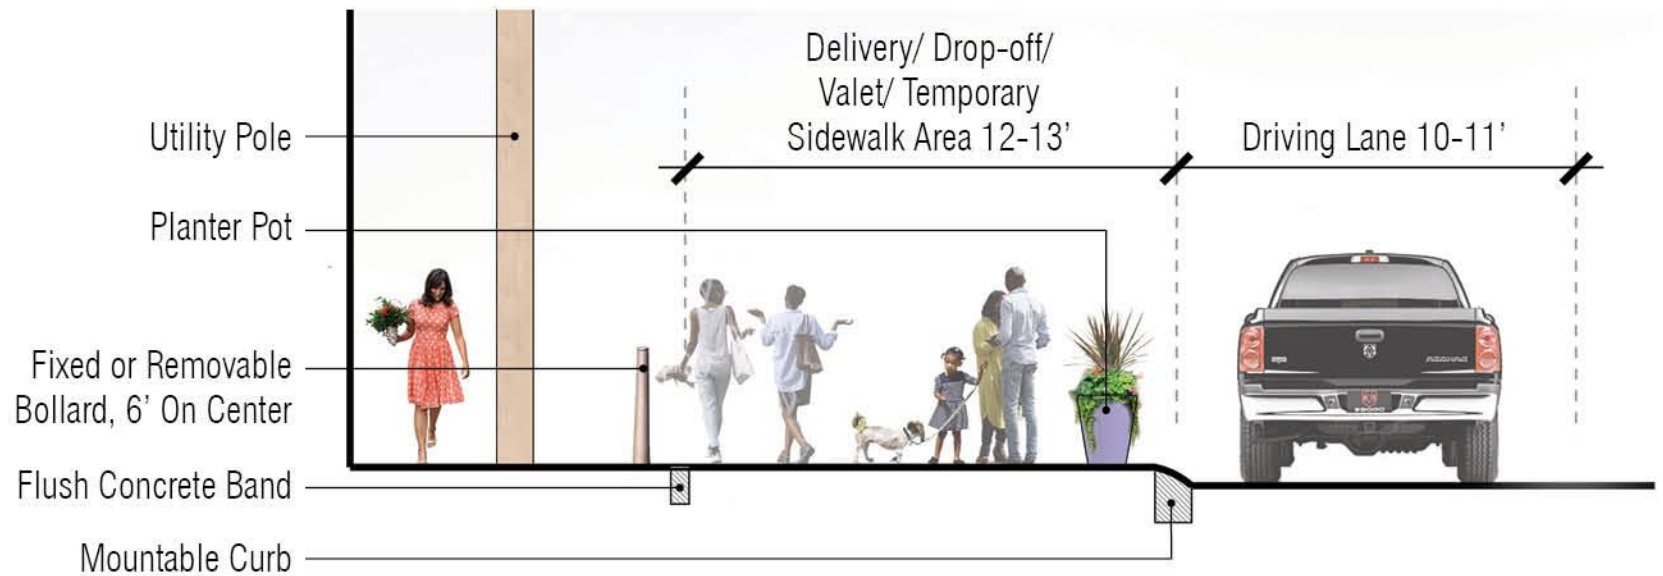 Delivery/ Drop-off/
Valet/ Temporary
Sidewalk Area 12-13’
Driving Lane 10-11’
Utility Pole
Planter Pot
Fixed or Removable
Bollard, 6’ On Center
Flush Concrete Band
Mountable Curb